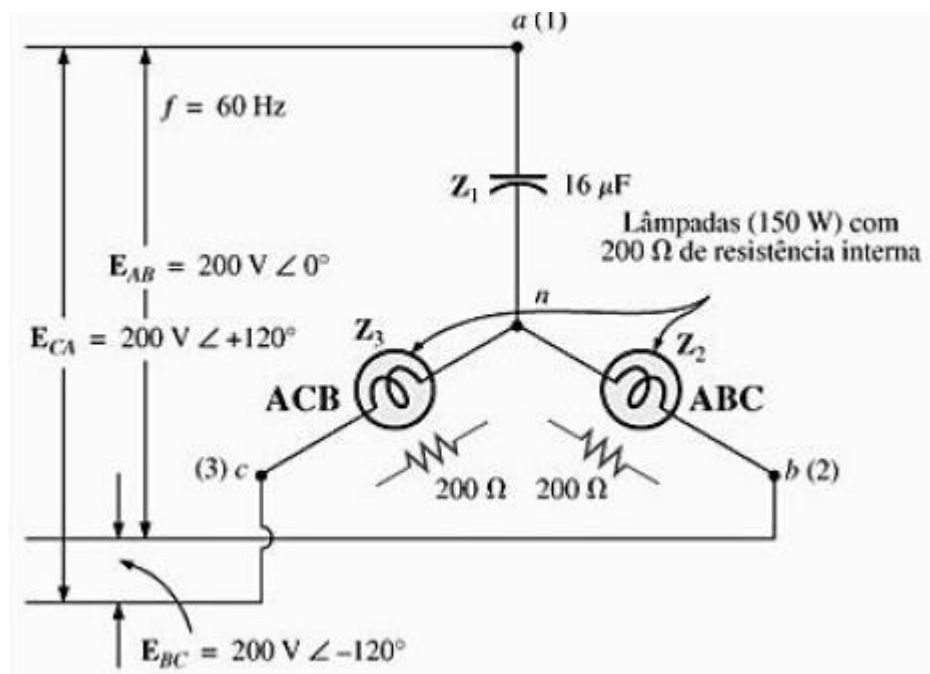 a (1)
f = 60 Hz
Z₁
16 µF
Lâmpadas (150 W) com
200 Ω de resistência interna
E_AB = 200 V ∠ 0°
n
E_CA = 200 V ∠ +120°
Z₃
Z₂
ACB
ABC
(3) c
200 Ω
200 Ω
b (2)
E_BC = 200 V ∠ −120°